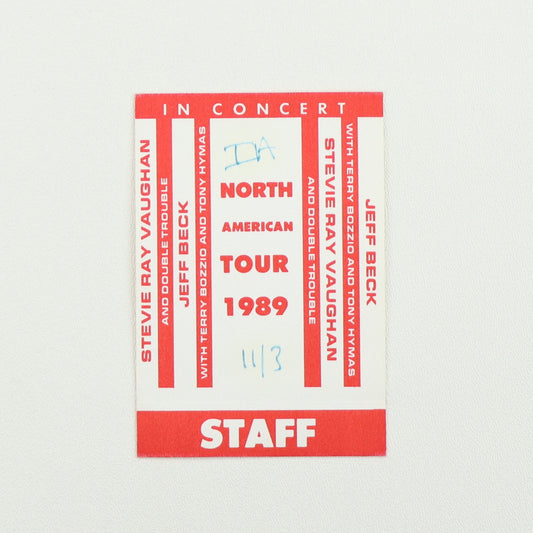 IN CONCERT
STEVIE RAY VAUGHAN
AND DOUBLE TROUBLE
JEFF BECK
WITH TERRY BOZZIO AND TONY HYMAS
IA
NORTH
AMERICAN
TOUR
1989
11/3
AND DOUBLE TROUBLE
STEVIE RAY VAUGHAN
WITH TERRY BOZZIO AND TONY HYMAS
JEFF BECK
STAFF